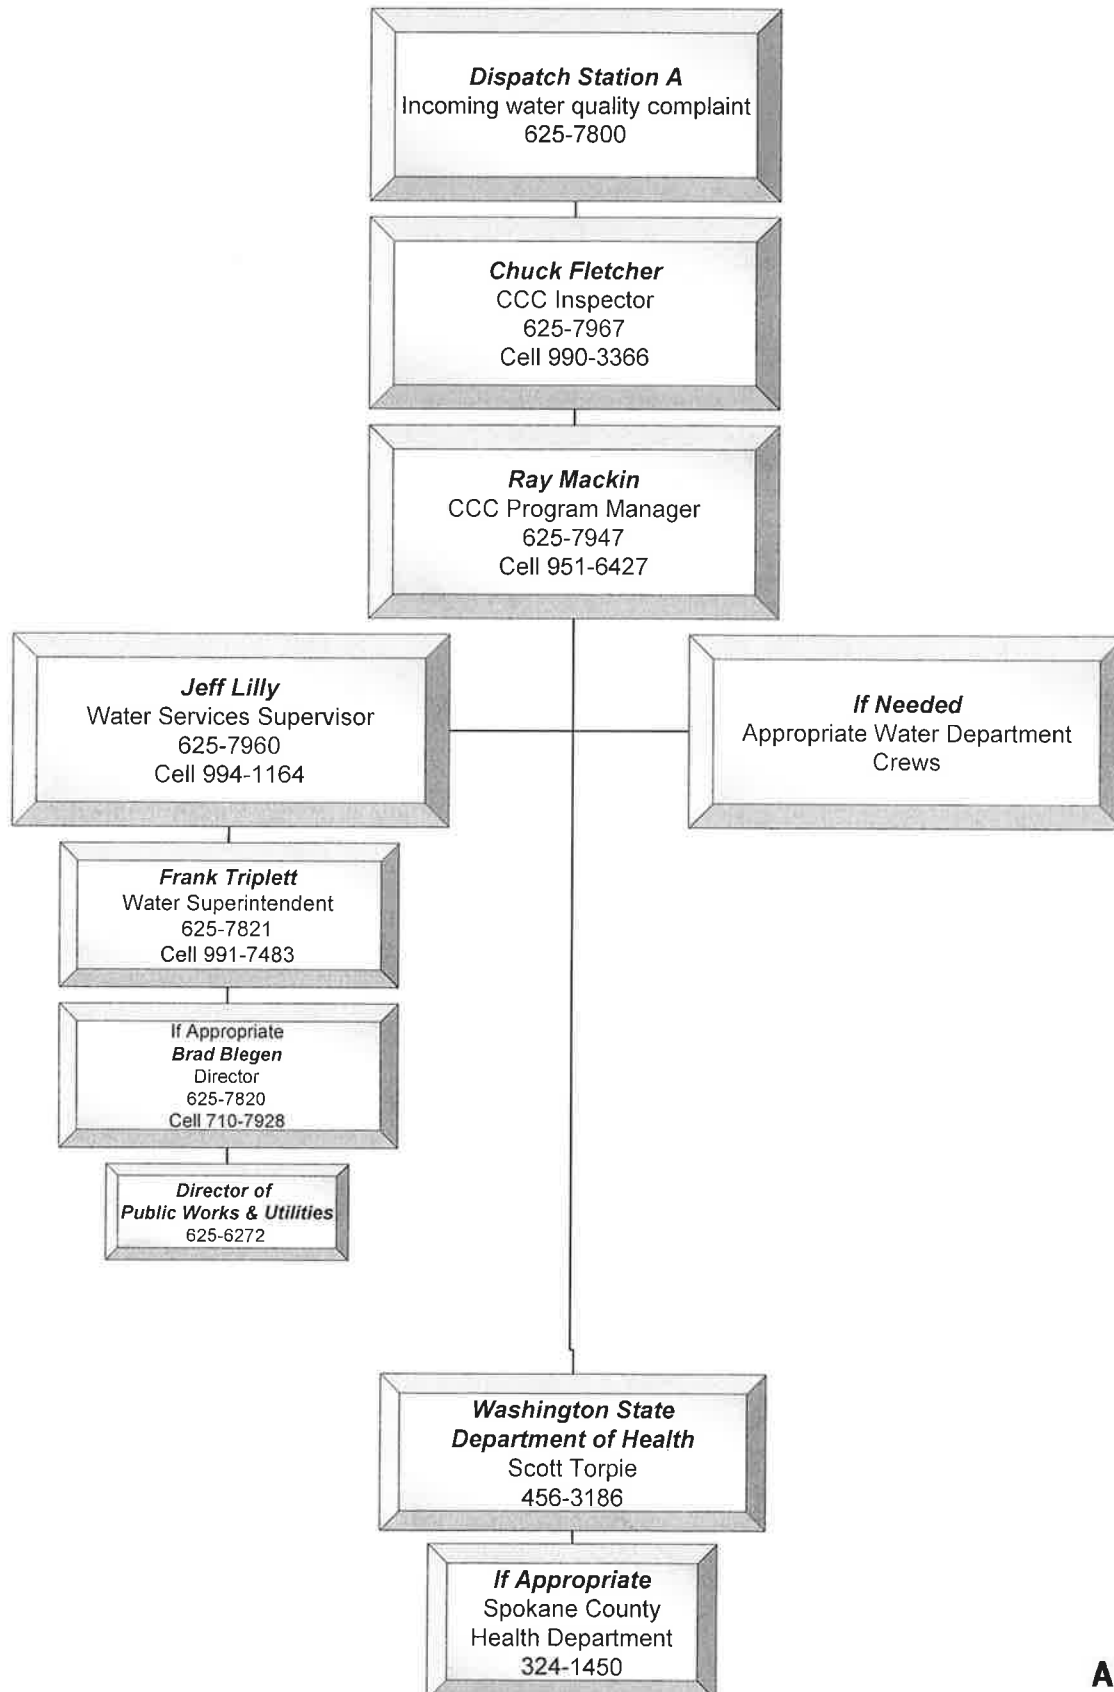 Dispatch Station A
Incoming water quality complaint
625-7800
Chuck Fletcher
CCC Inspector
625-7967
Cell 990-3366
Ray Mackin
CCC Program Manager
625-7947
Cell 951-6427
Jeff Lilly
Water Services Supervisor
625-7960
Cell 994-1164
If Needed
Appropriate Water Department
Crews
Frank Triplett
Water Superintendent
625-7821
Cell 991-7483
If Appropriate
Brad Blegen
Director
625-7820
Cell 710-7928
Director of
Public Works & Utilities
625-6272
Washington State
Department of Health
Scott Torpie
456-3186
If Appropriate
Spokane County
Health Department
324-1450
A